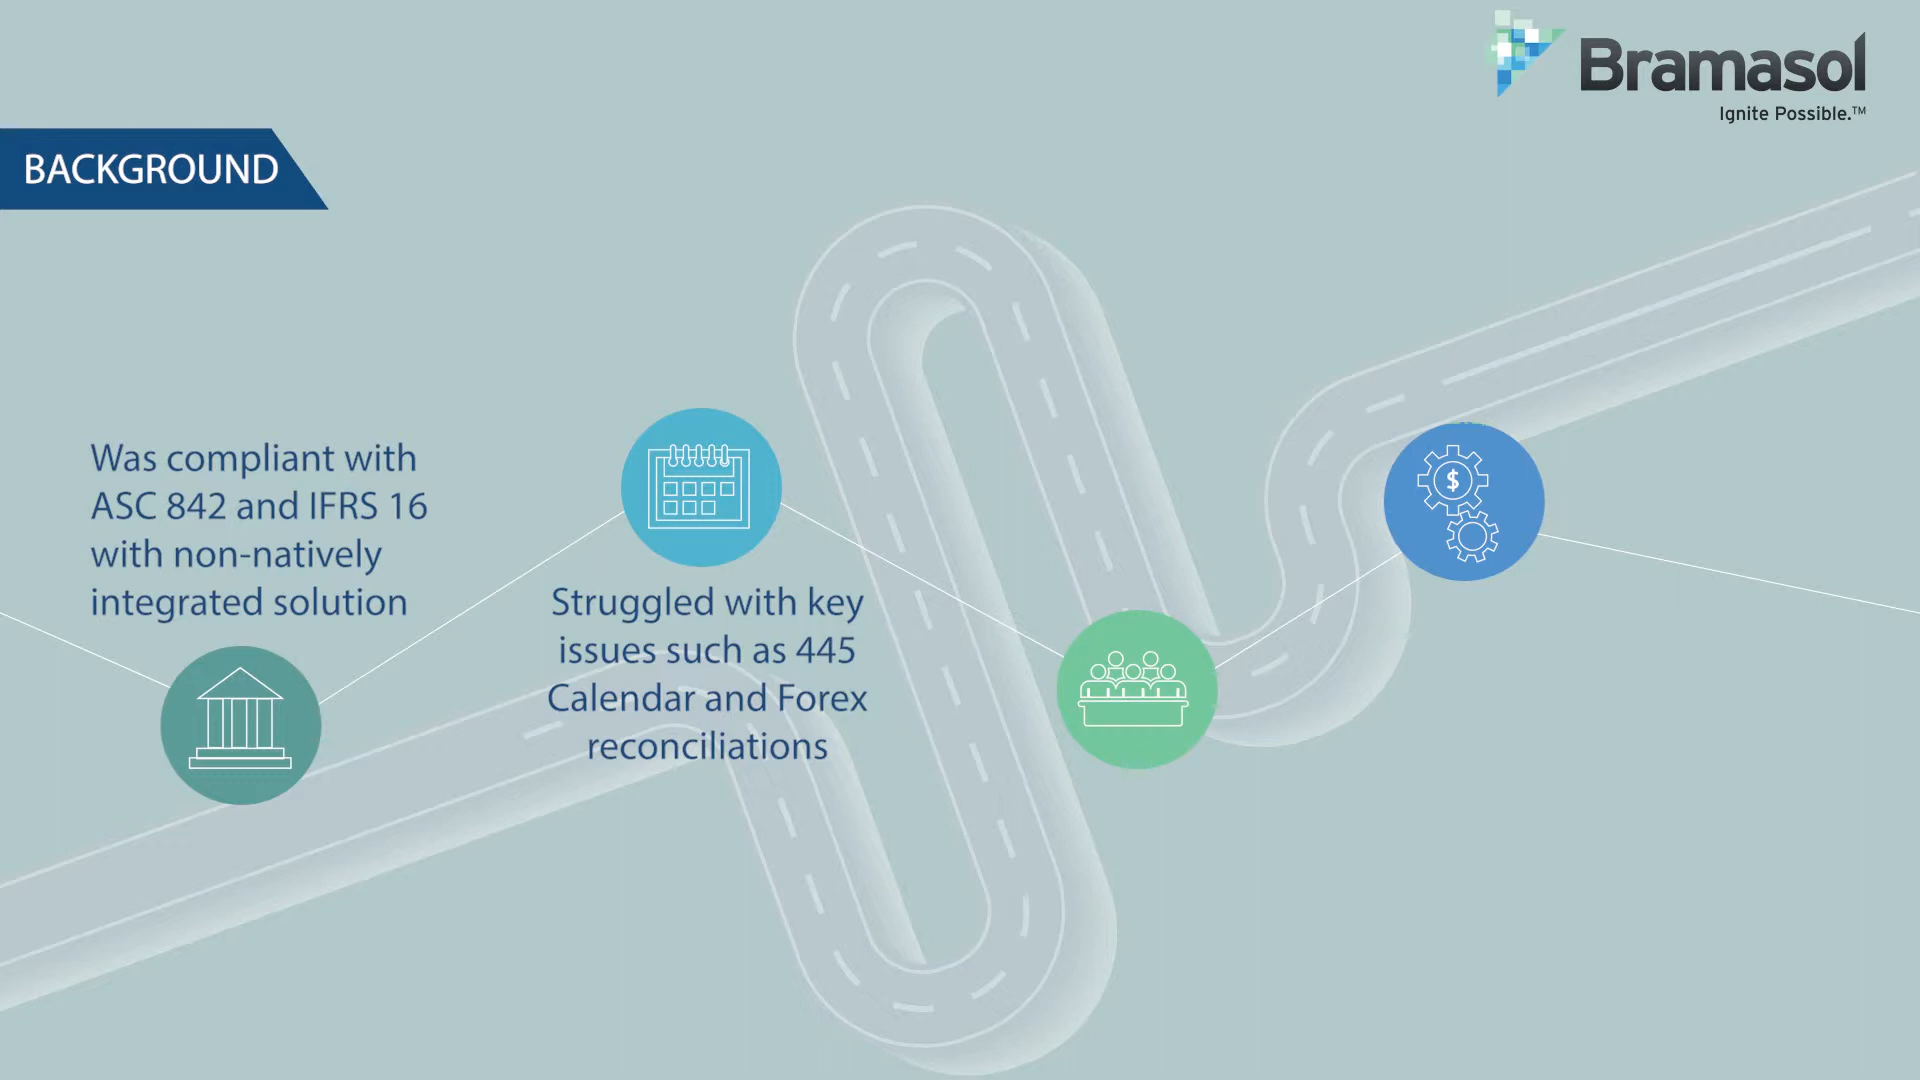 Bramasol
Ignite Possible.™
BACKGROUND
Was compliant with
ASC 842 and IFRS 16
with non-natively
integrated solution
Struggled with key
issues such as 445
Calendar and Forex
reconciliations
$